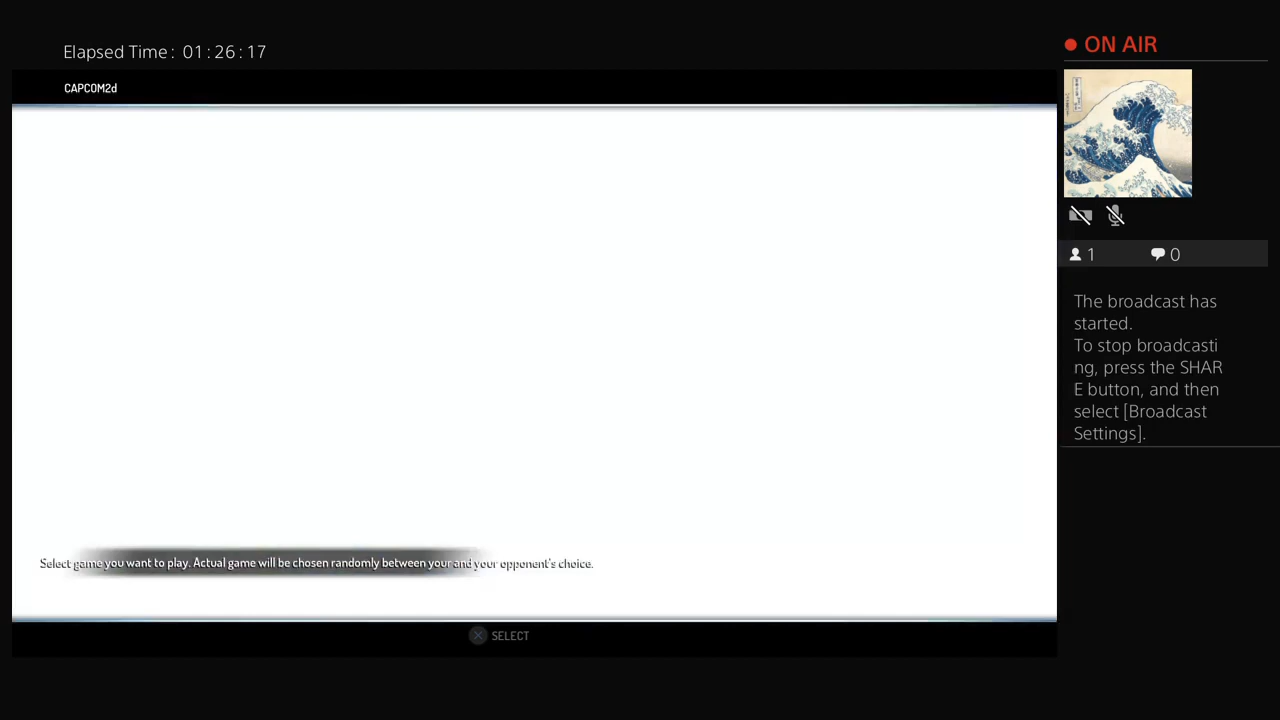 Elapsed Time: 01:26:17
ON AIR
CAPCOM2d
1
0
The broadcast has
started.
To stop broadcasti
ng, press the SHAR
E button, and then
select [Broadcast
Settings].
Select game you want to play. Actual game will be chosen randomly between your and your opponent's choice.
SELECT